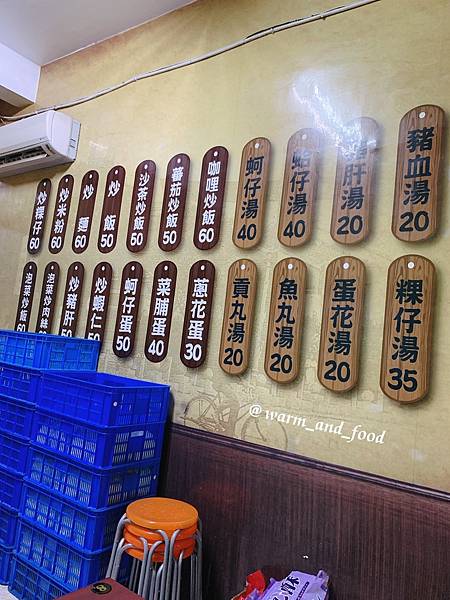 豬血湯 20
豬肝湯 20
蛤仔湯 40
蚵仔湯 40
咖哩炒飯 60
蕃茄炒飯 50
沙茶炒飯 50
炒飯 50
炒麵 60
炒米粉 60
炒粿仔 60
粿仔湯 35
蛋花湯 20
魚丸湯 20
貢丸湯 20
蔥花蛋 30
菜脯蛋 40
蚵仔蛋 50
炒蝦仁
炒豬肝 50
泡菜炒肉絲
泡菜炒飯
@warm_and_food